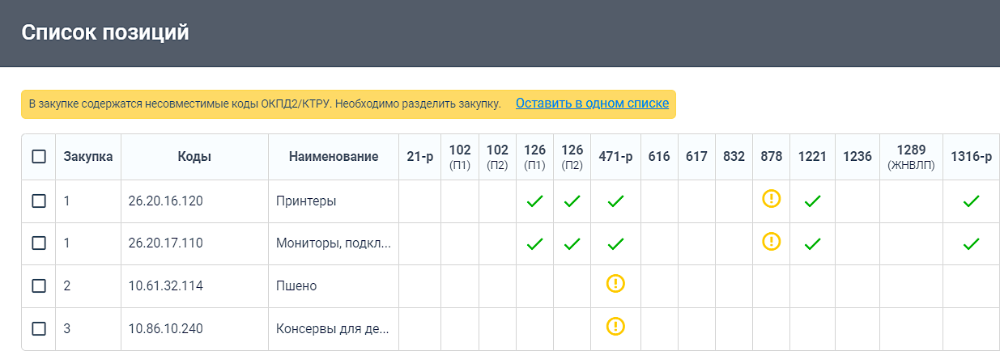 Список позиций
В закупке содержатся несовместимые коды ОКПД2/КТРУ. Необходимо разделить закупку. Оставить в одном списке
Закупка Коды Наименование 21-р 102 (П1) 102 (П2) 126 (П1) 126 (П2) 471-р 616 617 832 878 1221 1236 1289 (ЖНВЛП) 1316-р
1 26.20.16.120 Принтеры
1 26.20.17.110 Мониторы, подкл...
2 10.61.32.114 Пшено
3 10.86.10.240 Консервы для де...